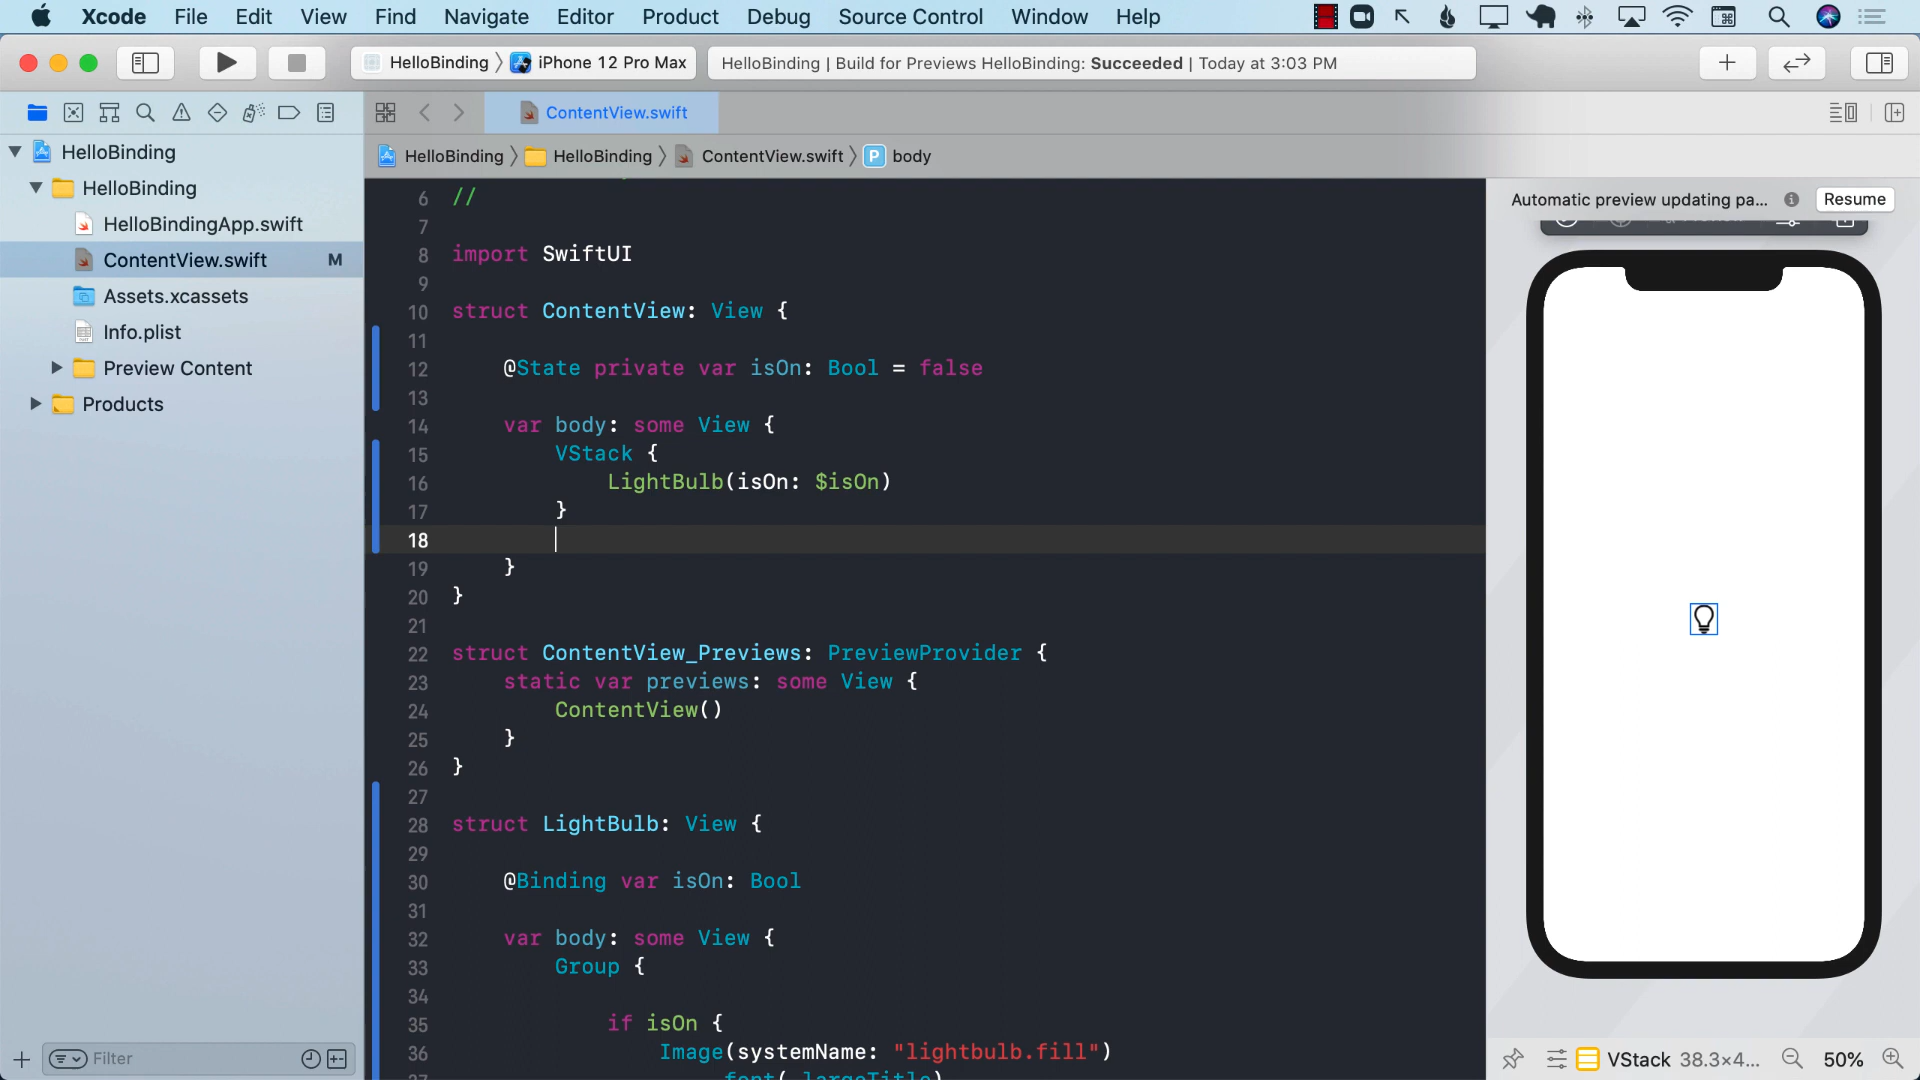 Xcode File Edit View Find Navigate Editor Product Debug Source Control Window Help
HelloBinding iPhone 12 Pro Max
HelloBinding | Build for Previews HelloBinding: Succeeded | Today at 3:03 PM
ContentView.swift
HelloBinding
HelloBinding
HelloBindingApp.swift
ContentView.swift M
Assets.xcassets
Info.plist
Preview Content
Products
Filter
HelloBinding HelloBinding ContentView.swift P body
6 //
7
8 import SwiftUI
9
10 struct ContentView: View {
11
12 @State private var isOn: Bool = false
13
14 var body: some View {
15 VStack {
16 LightBulb(isOn: $isOn)
17 }
18
19 }
20 }
21
22 struct ContentView_Previews: PreviewProvider {
23 static var previews: some View {
24 ContentView()
25 }
26 }
27
28 struct LightBulb: View {
29
30 @Binding var isOn: Bool
31
32 var body: some View {
33 Group {
34
35 if isOn {
36 Image(systemName: "lightbulb.fill")
Automatic preview updating pa... Resume
VStack 38.3×4... 50%